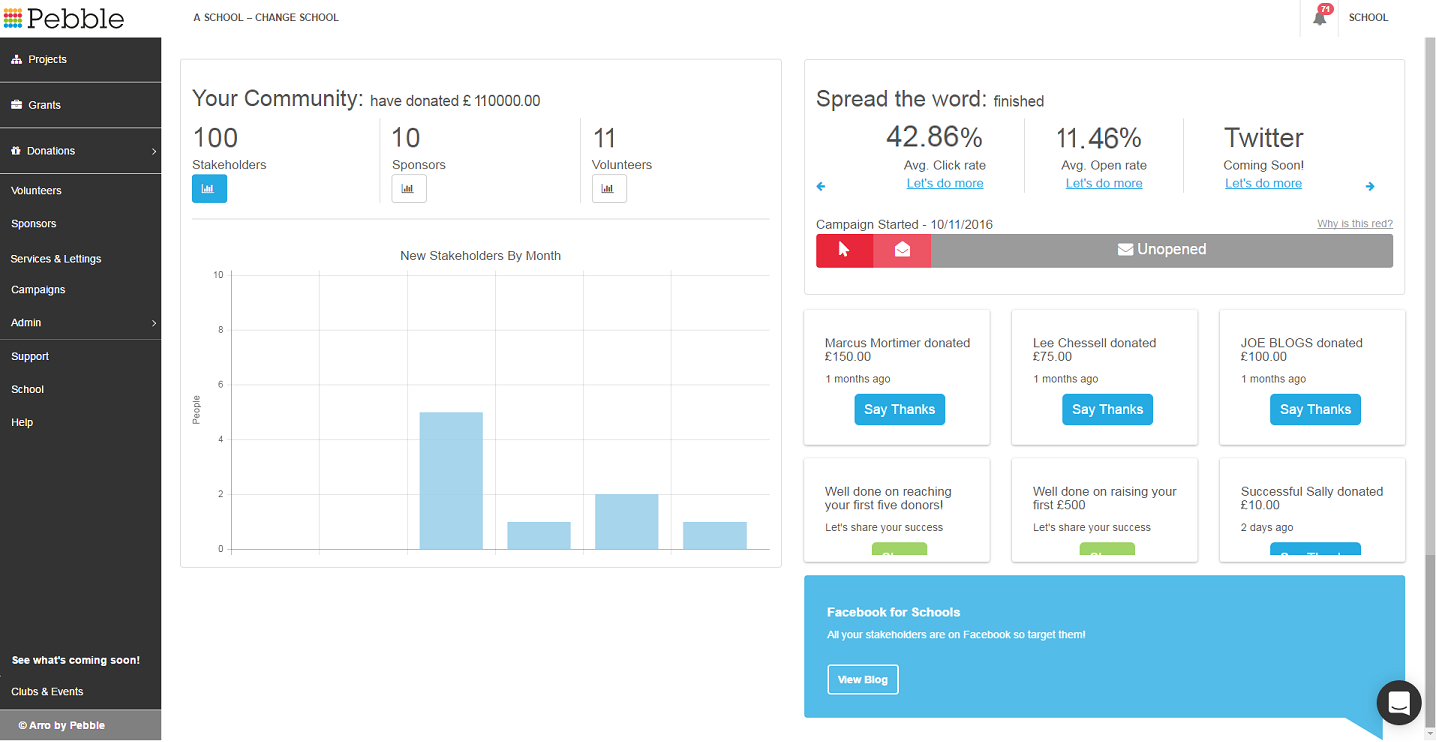 Pebble
A SCHOOL – CHANGE SCHOOL
71
SCHOOL
Projects
Grants
Donations
Volunteers
Sponsors
Services & Lettings
Campaigns
Admin
Support
School
Help
See what's coming soon!
Clubs & Events
© Arro by Pebble
Your Community: have donated £ 110000.00
100
Stakeholders
10
Sponsors
11
Volunteers
New Stakeholders By Month
People
10
8
6
4
2
0
Spread the word: finished
42.86%
Avg. Click rate
Let's do more
11.46%
Avg. Open rate
Let's do more
Twitter
Coming Soon!
Let's do more
Campaign Started - 10/11/2016
Why is this red?
Unopened
Marcus Mortimer donated
£150.00
1 months ago
Say Thanks
Lee Chessell donated
£75.00
1 months ago
Say Thanks
JOE BLOGS donated
£100.00
1 months ago
Say Thanks
Well done on reaching
your first five donors!
Let's share your success
Well done on raising your
first £500
Let's share your success
Successful Sally donated
£10.00
2 days ago
Say Thanks
Facebook for Schools
All your stakeholders are on Facebook so target them!
View Blog